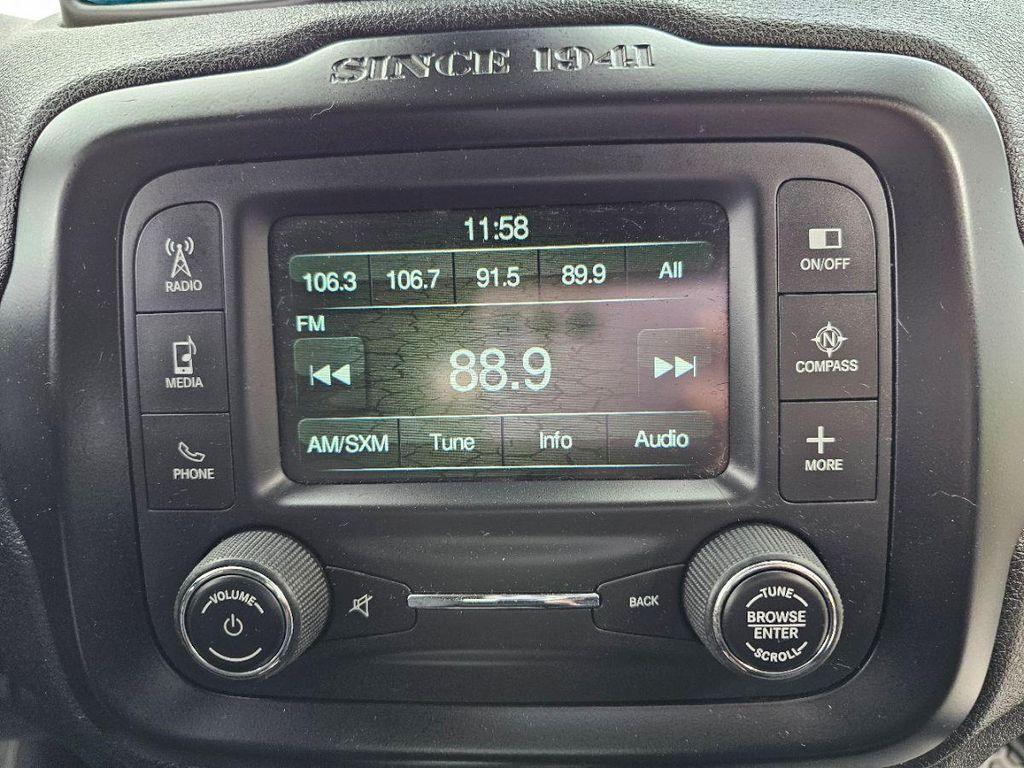 SINCE 1941
11:58
106.3 106.7 91.5 89.9 All
FM
88.9
AM/SXM Tune Info Audio
RADIO
MEDIA
PHONE
ON/OFF
N
COMPASS
MORE
VOLUME
BACK
TUNE
BROWSE
ENTER
SCROLL